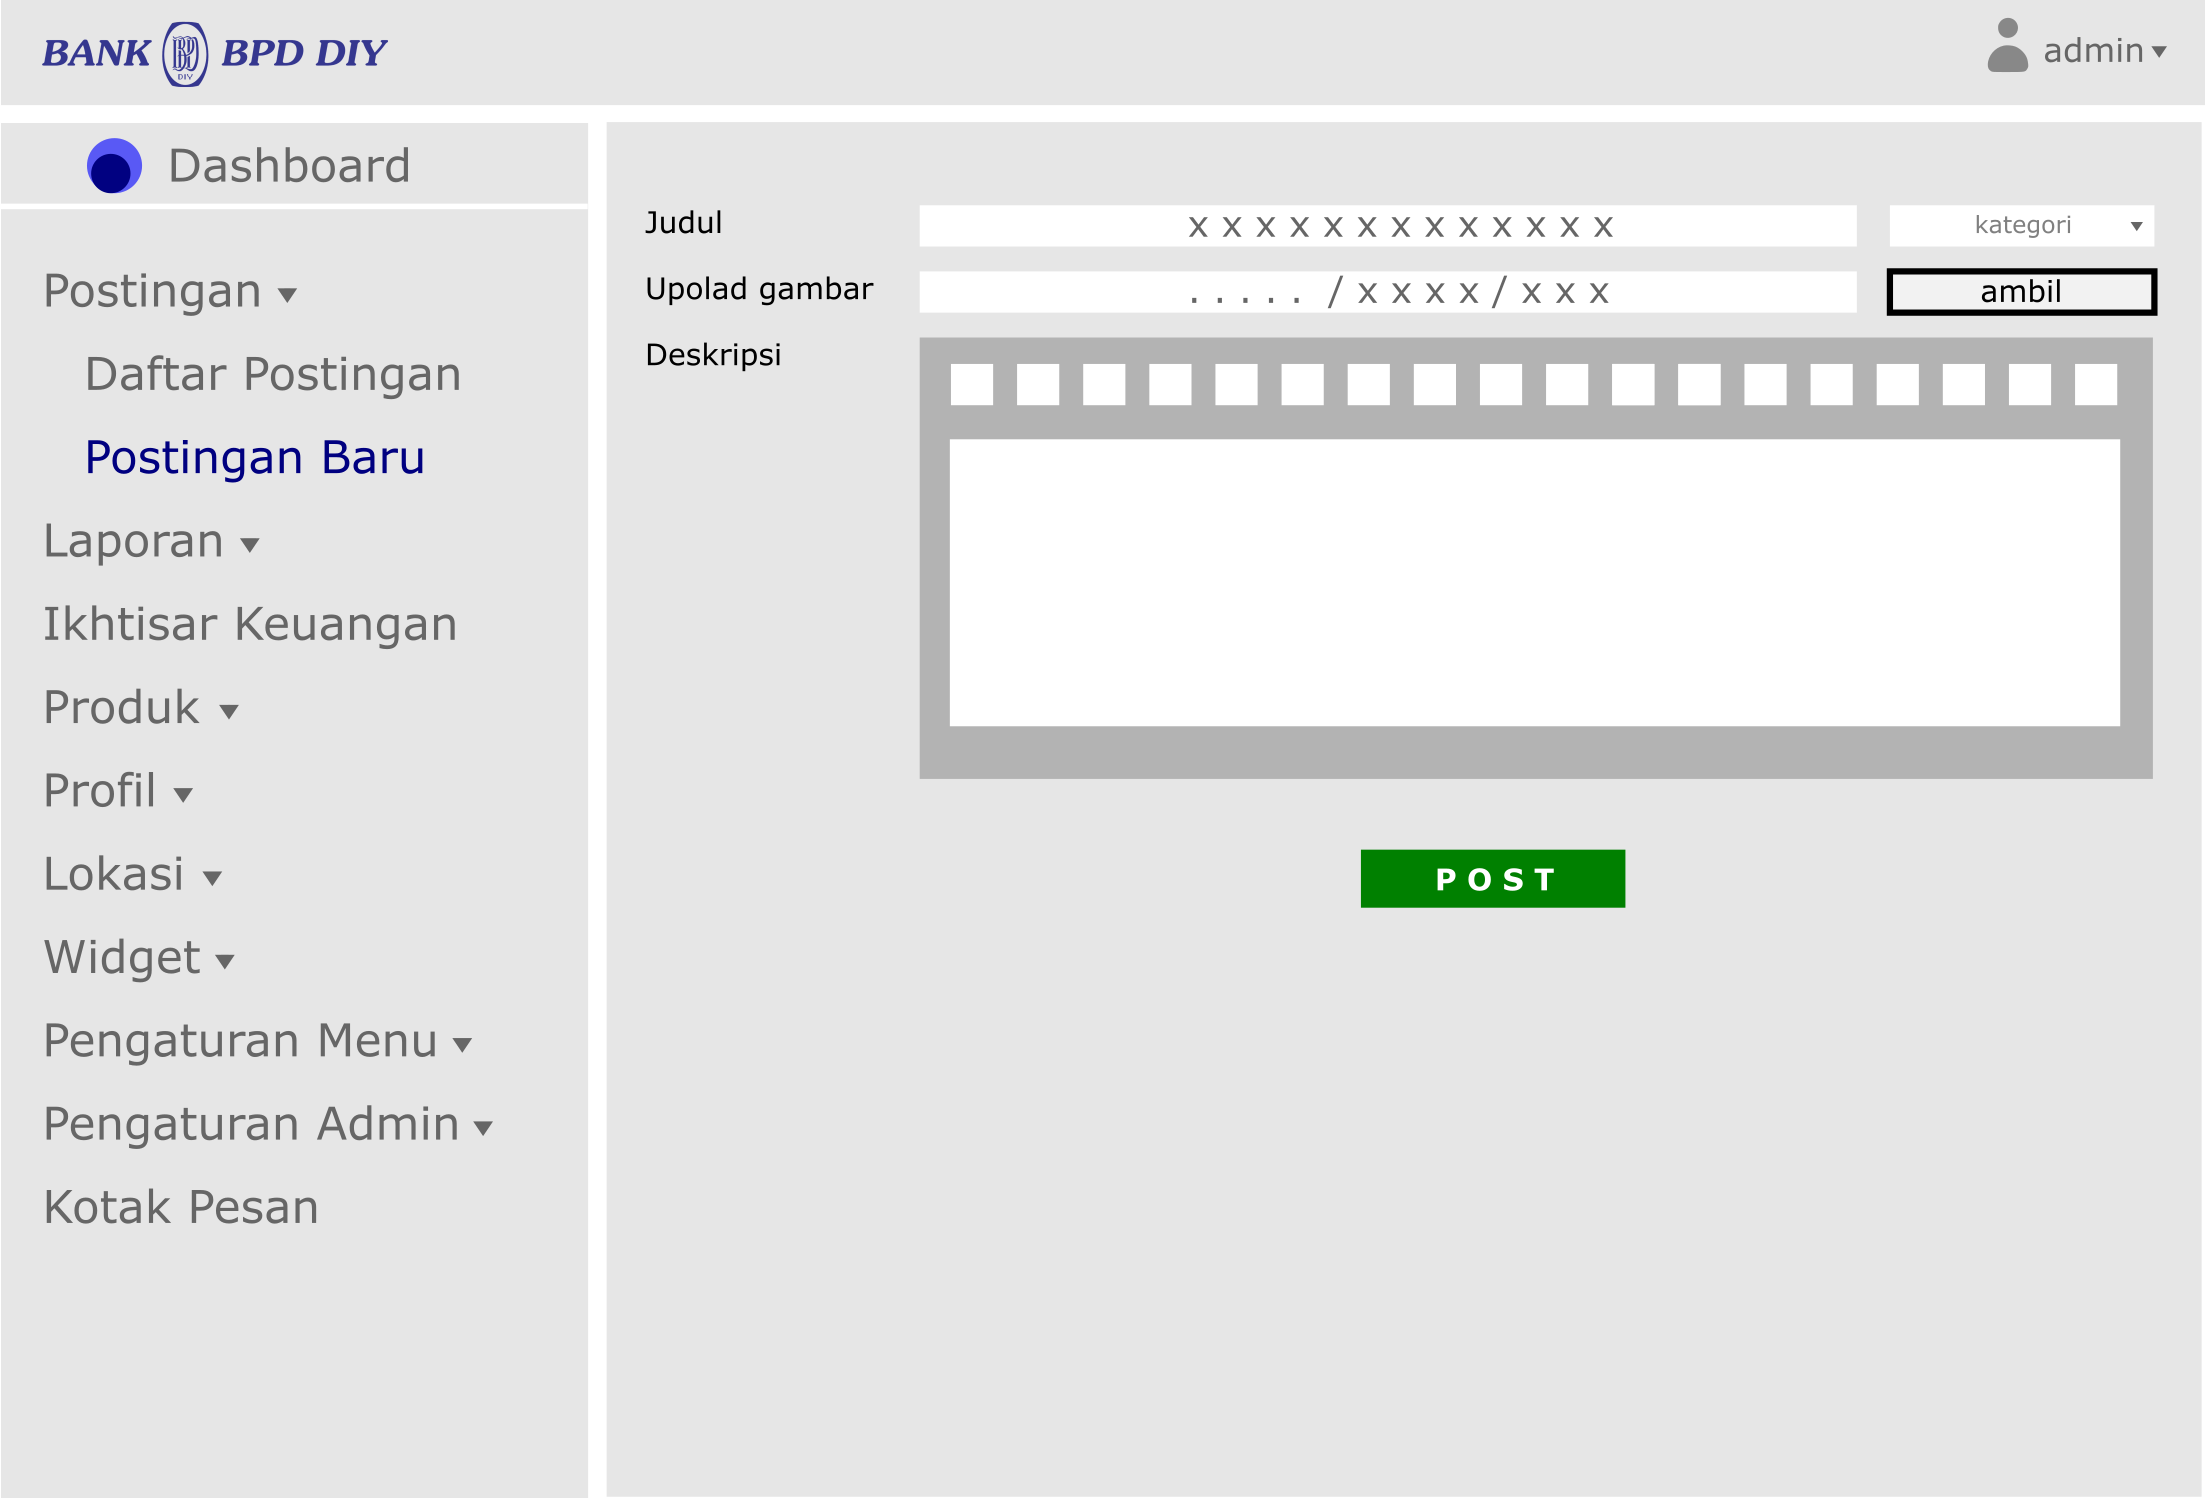 BANK BPD DIY
DIY
admin
Dashboard
Postingan
Daftar Postingan
Postingan Baru
Laporan
Ikhtisar Keuangan
Produk
Profil
Lokasi
Widget
Pengaturan Menu
Pengaturan Admin
Kotak Pesan
Judul
x x x x x x x x x x x x x
kategori
Upolad gambar
. . . . . / x x x x / x x x
ambil
Deskripsi
P O S T